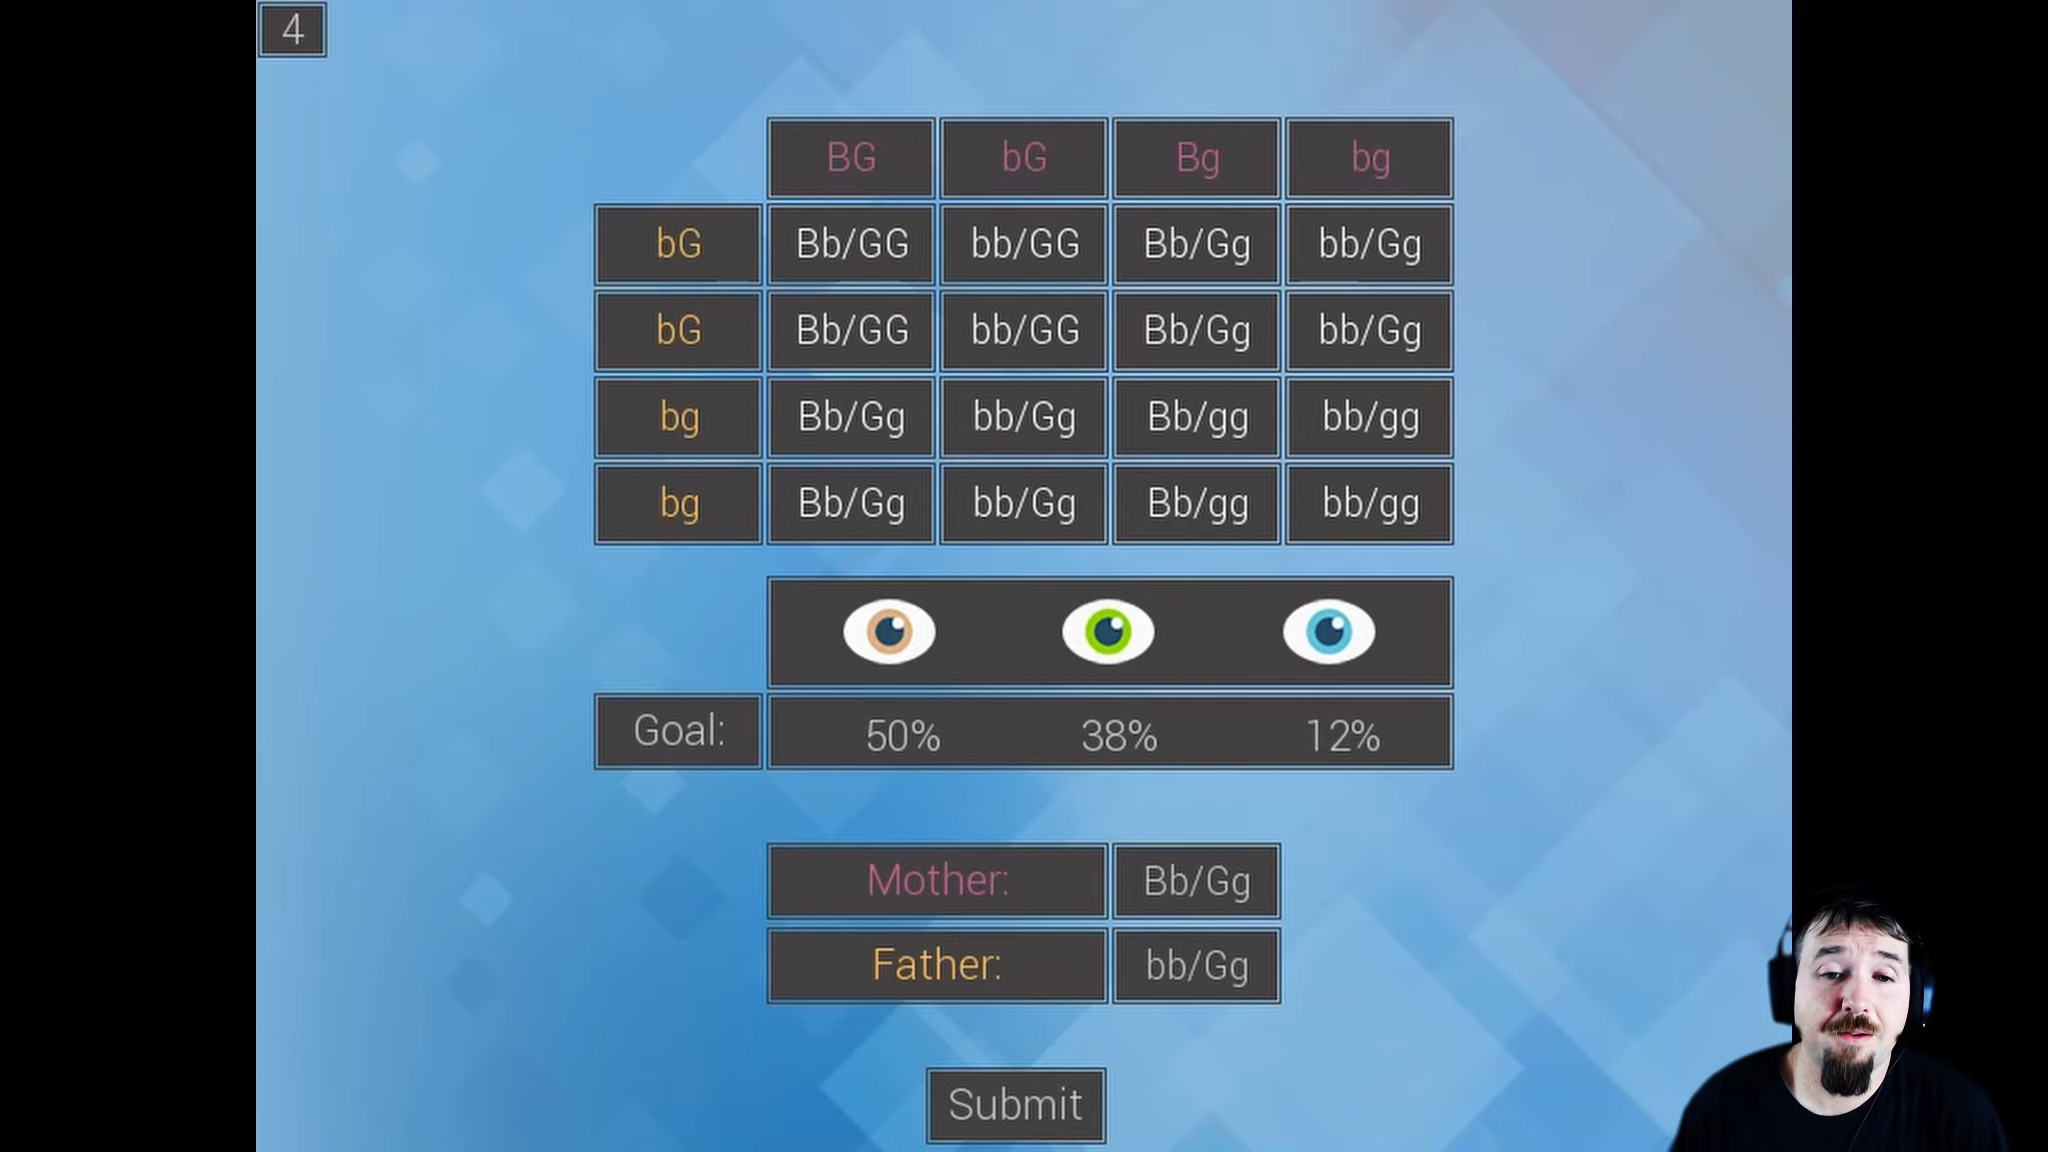 4
BG bG Bg bg
bG Bb/GG bb/GG Bb/Gg bb/Gg
bG Bb/GG bb/GG Bb/Gg bb/Gg
bg Bb/Gg bb/Gg Bb/gg bb/gg
bg Bb/Gg bb/Gg Bb/gg bb/gg
Goal: 50% 38% 12%
Mother: Bb/Gg
Father: bb/Gg
Submit